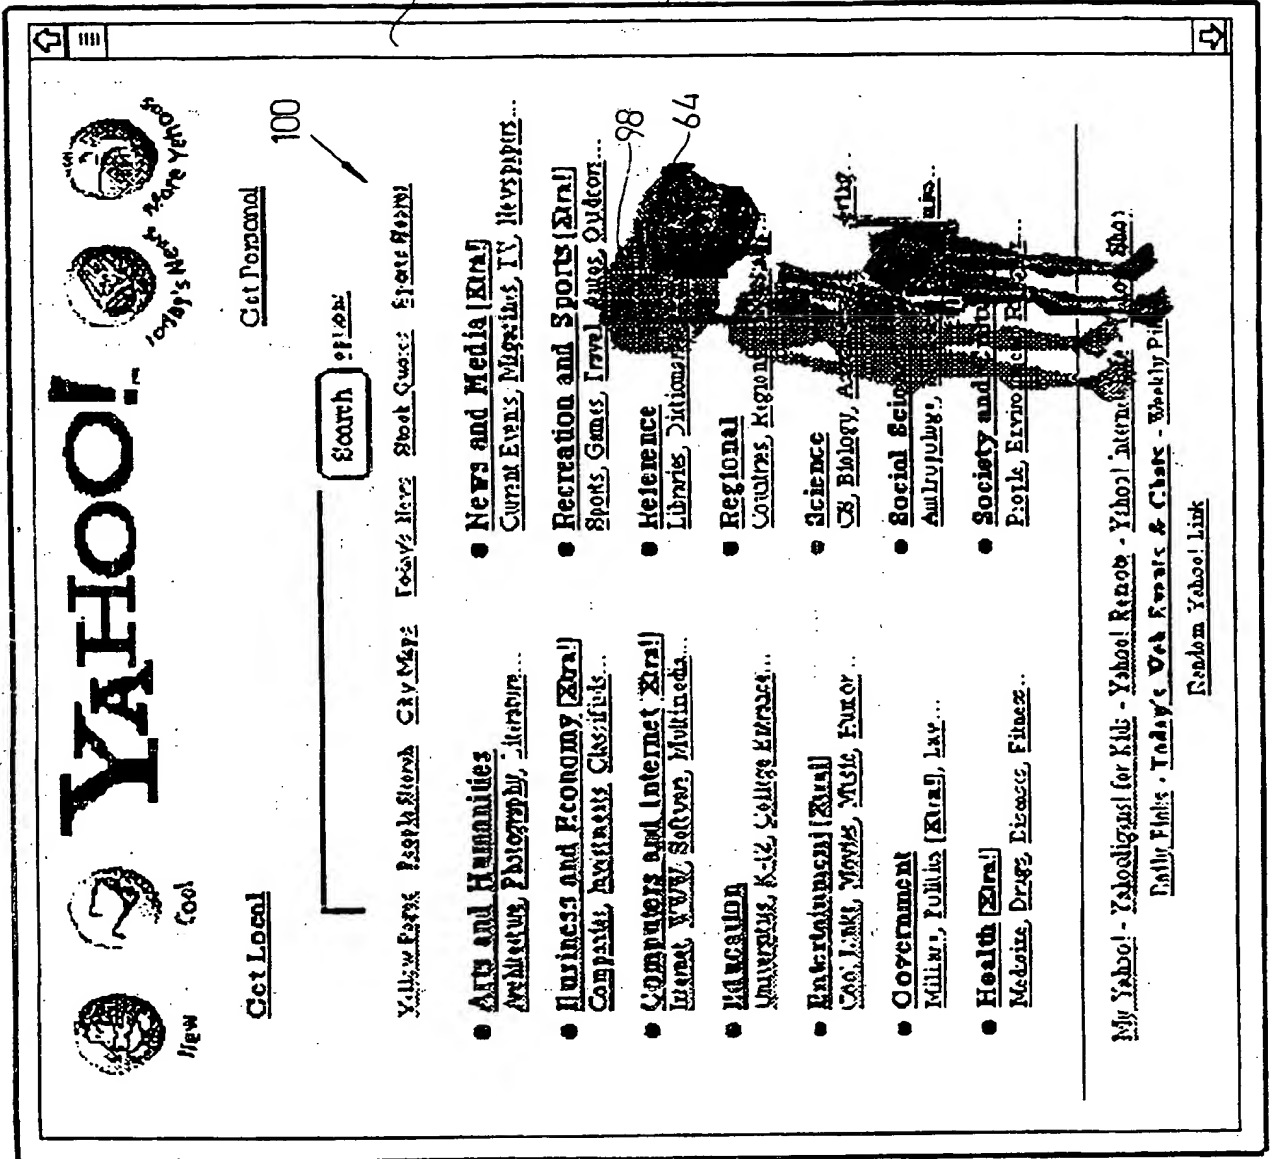 YAHOO!
New Cool Today's More Yahoos
Get Local Get Personal
Search options
Yellow Pages People Search City Maps Today's News Stock Quotes Sports Scores
Arts and Humanities
Architecture, Photography, Literature...
News and Media [Xtra!]
Current Events, Magazines, TV, Newspapers...
Business and Economy [Xtra!]
Companies, Investments, Classifieds...
Recreation and Sports [Xtra!]
Sports, Games, Travel, Autos, Outdoors...
Computers and Internet [Xtra!]
Internet, WWW, Software, Multimedia...
Reference
Libraries, Dictionar
Education
Universities, K-12, College Entrance...
Regional
Countries, Region
Entertainment [Xtra!]
Cool Links, Movies, Music, Humor
Science
CS, Biology, A
Government
Military, Politics [Xtra!], Law...
Social Scie
Anthropology,
Health [Xtra!]
Medicine, Drugs, Diseases, Fitness...
Society and
People, Environment, R
My Yahoo! - Yahooligans! for Kids - Yahoo! Remote - Yahoo! Interne
Daily Picks - Today's Web Events & Chats - Weekly Pi
Random Yahoo! Link
100
98
64